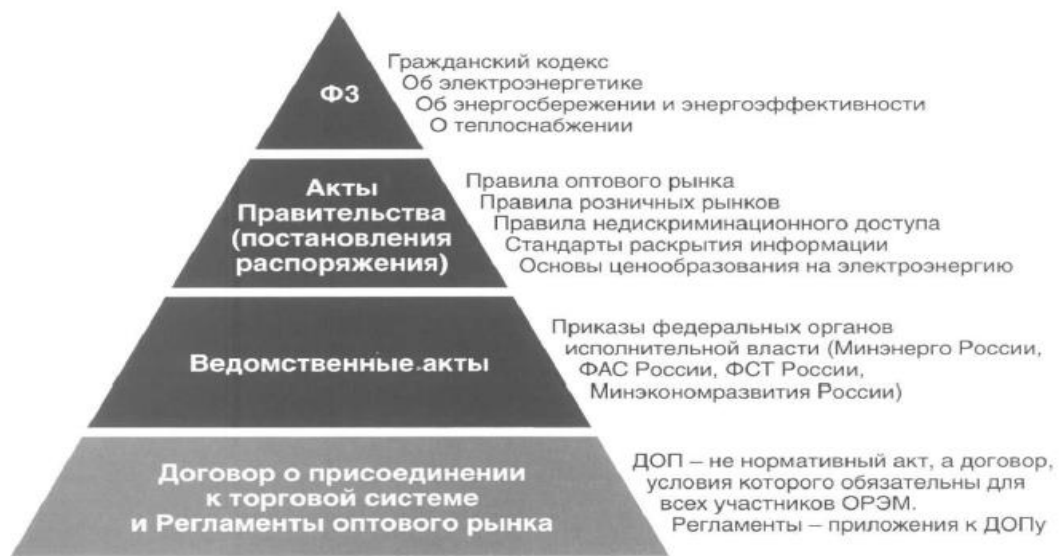 ФЗ
Гражданский кодекс
Об электроэнергетике
Об энергосбережении и энергоэффективности
О теплоснабжении
Акты
Правительства
(постановления
распоряжения)
Правила оптового рынка
Правила розничных рынков
Правила недискриминационного доступа
Стандарты раскрытия информации
Основы ценообразования на электроэнергию
Ведомственные акты
Приказы федеральных органов
исполнительной власти (Минэнерго России,
ФАС России, ФСТ России,
Минэкономразвития России)
Договор о присоединении
к торговой системе
и Регламенты оптового рынка
ДОП – не нормативный акт, а договор,
условия которого обязательны для
всех участников ОРЭМ.
Регламенты – приложения к ДОПу